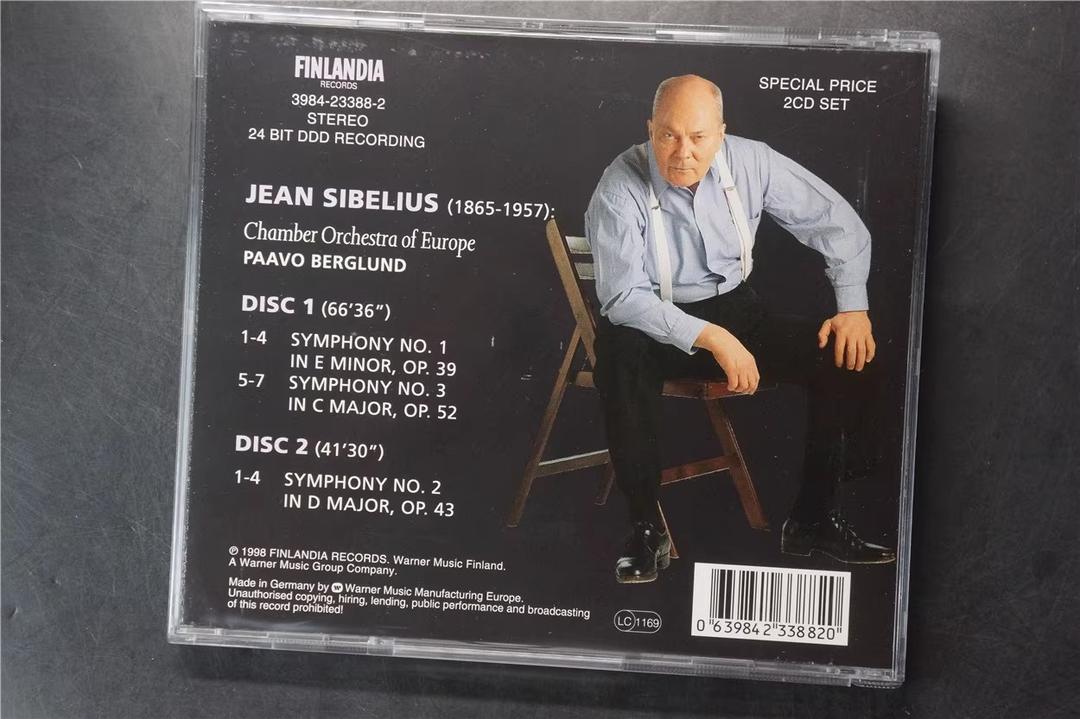 FINLANDIA
RECORDS
3984-23388-2
STEREO
24 BIT DDD RECORDING
SPECIAL PRICE
2CD SET
JEAN SIBELIUS (1865-1957):
Chamber Orchestra of Europe
PAAVO BERGLUND
DISC 1 (66'36")
1-4 SYMPHONY NO. 1
IN E MINOR, OP. 39
5-7 SYMPHONY NO. 3
IN C MAJOR, OP. 52
DISC 2 (41'30")
1-4 SYMPHONY NO. 2
IN D MAJOR, OP. 43
℗ 1998 FINLANDIA RECORDS. Warner Music Finland.
A Warner Music Group Company.
Made in Germany by Warner Music Manufacturing Europe.
Unauthorised copying, hiring, lending, public performance and broadcasting
of this record prohibited!
LC 1169
0 639842 338820